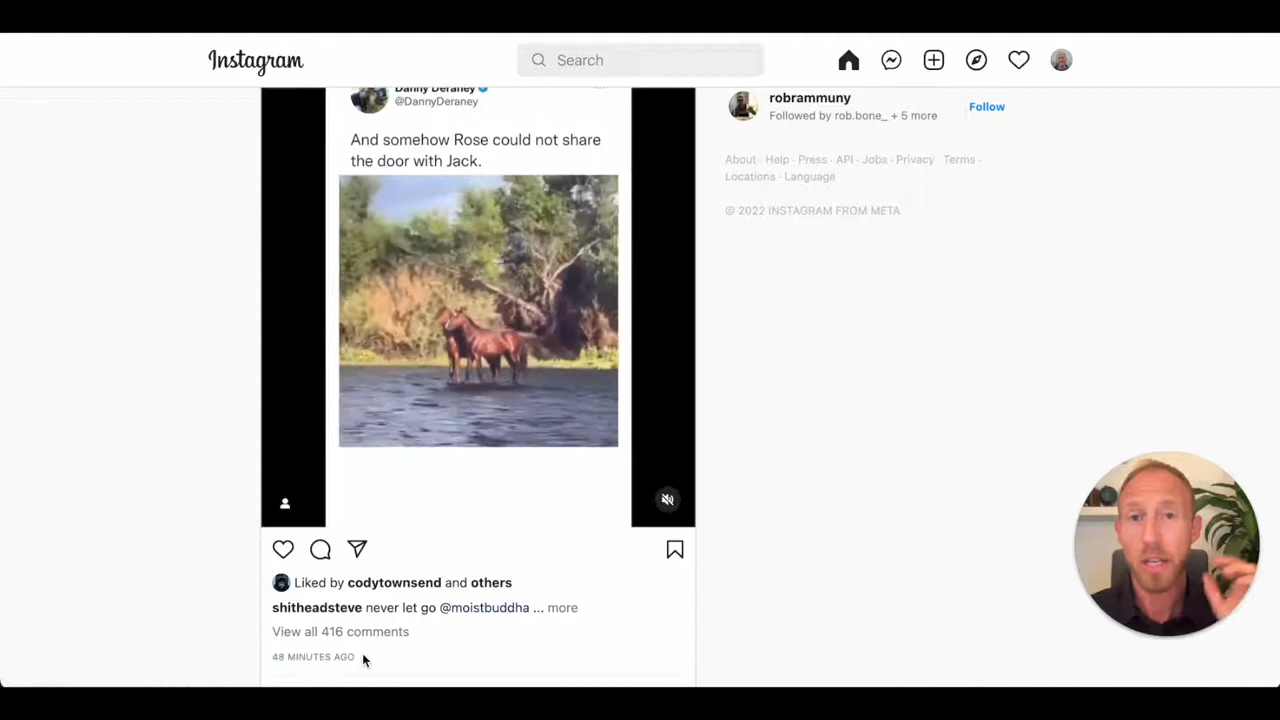 Instagram
Search
Danny Deraney
@DannyDeraney
And somehow Rose could not share
the door with Jack.
Liked by codytownsend and others
shitheadsteve never let go @moistbuddha ... more
View all 416 comments
48 MINUTES AGO
robrammuny
Followed by rob.bone_ + 5 more
Follow
About · Help · Press · API · Jobs · Privacy · Terms ·
Locations · Language
© 2022 INSTAGRAM FROM META